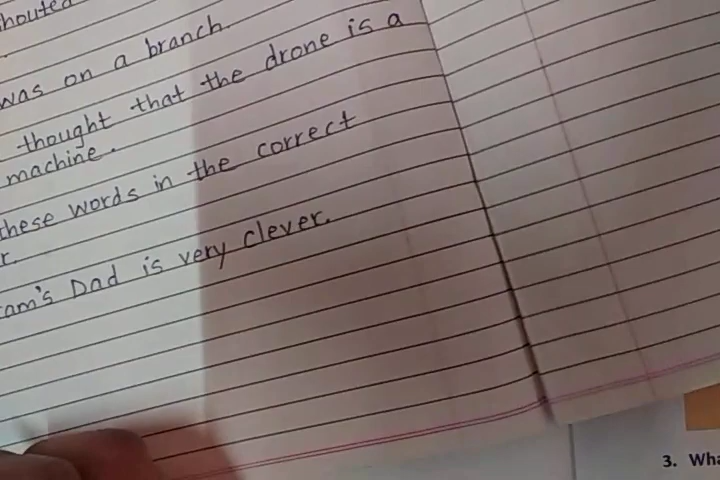 was on a branch.
thought that the drone is a
machine.
these words in the correct
r.
am's Dad is very clever.
3.